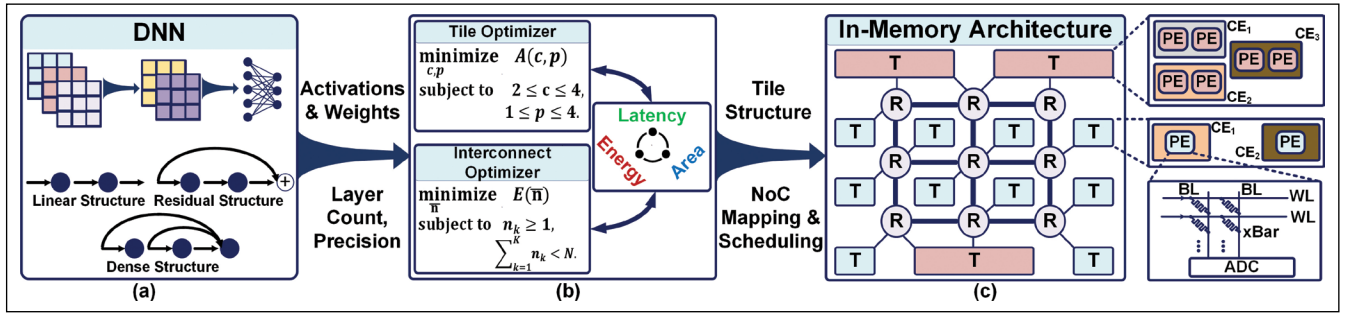 DNN
Linear Structure
Residual Structure
+
Dense Structure
(a)
Activations
& Weights
Layer
Count,
Precision
Tile Optimizer
minimize A(c, p)
c,p
subject to 2 ≤ c ≤ 4,
1 ≤ p ≤ 4.
Interconnect
Optimizer
minimize E(n̅)
n̅
subject to nₖ ≥ 1,
∑ᴷₖ₌₁ nₖ < N.
Latency
Energy
Area
(b)
Tile
Structure
NoC
Mapping &
Scheduling
In-Memory Architecture
T T
R R R
T T T T
R R R
T T T T
R R R
T T T
(c)
PE PE CE₁
CE₃
PE PE
PE PE
CE₂
PE CE₁
CE₂ PE
BL BL
WL
WL
xBar
ADC